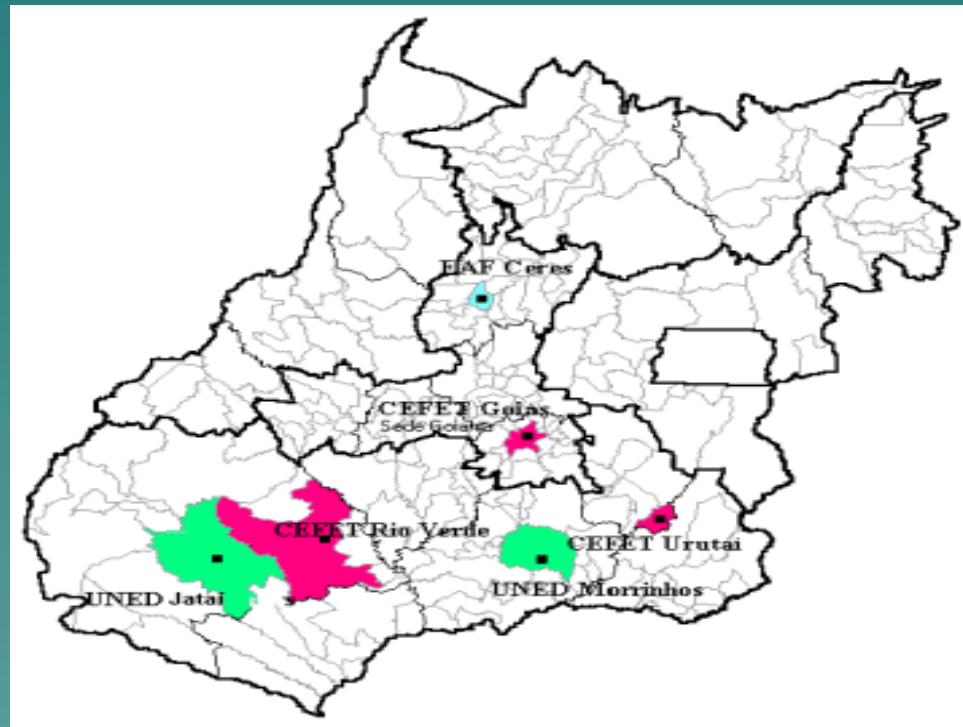 EAF Ceres
CEFET Goiás
Sede Goiânia
CEFET Rio Verde
CEFET Urutaí
UNED Jataí
UNED Morrinhos